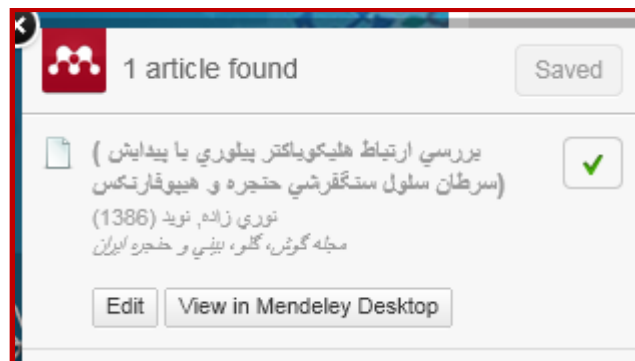 1 article found
Saved
بررسي ارتباط هليكوباكتر پيلوري با پيدايش (
سرطان سلول سنگفرشي حنجره و هيپوفارنكس)
نوري زاده, نويد (1386)
مجله گوش، گلو، بيني و حنجره ايران
Edit
View in Mendeley Desktop